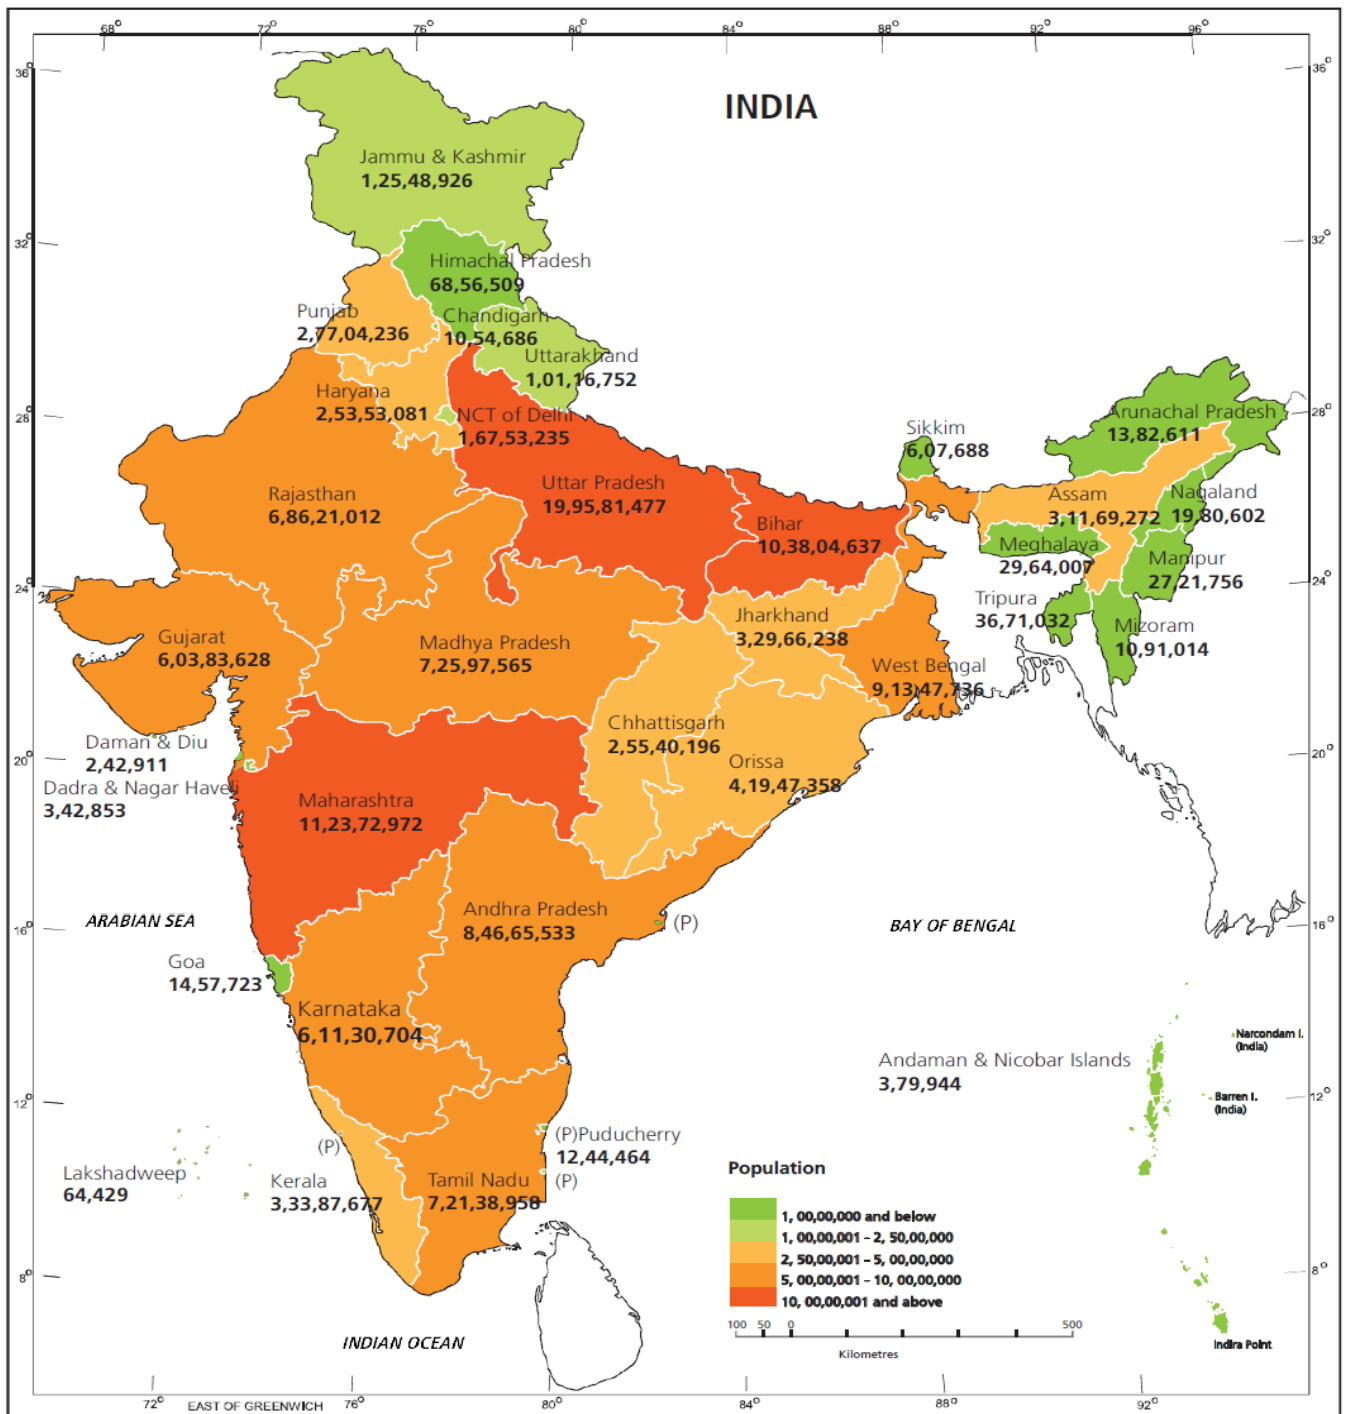 68° 72° 76° 80° 84° 88° 92° 96°
36° 36°
INDIA
Jammu & Kashmir
1,25,48,926
32° 32°
Himachal Pradesh
68,56,509
Punjab
2,77,04,236
Chandigarh
10,54,686
Uttarakhand
1,01,16,752
Haryana
2,53,53,081
28° 28°
NCT of Delhi
1,67,53,235
Arunachal Pradesh
13,82,611
Sikkim
6,07,688
Uttar Pradesh
19,95,81,477
Rajasthan
6,86,21,012
Assam
3,11,69,272
Nagaland
19,80,602
Bihar
10,38,04,637
Meghalaya
29,64,007
Manipur
27,21,756
24° 24°
Tripura
36,71,032
Jharkhand
3,29,66,238
Mizoram
10,91,014
Gujarat
6,03,83,628
Madhya Pradesh
7,25,97,565
West Bengal
9,13,47,736
Chhattisgarh
2,55,40,196
Daman & Diu
2,42,911
20° 20°
Orissa
4,19,47,358
Dadra & Nagar Haveli
3,42,853
Maharashtra
11,23,72,972
Andhra Pradesh
8,46,65,533
ARABIAN SEA
(P)
BAY OF BENGAL
16° 16°
Goa
14,57,723
Karnataka
6,11,30,704
Narcondam I.
(India)
Andaman & Nicobar Islands
3,79,944
Barren I.
(India)
12° 12°
(P)Puducherry
12,44,464
(P)
Lakshadweep
64,429
Kerala
3,33,87,677
Tamil Nadu
7,21,38,958
(P)
Population
1, 00,00,000 and below
1, 00,00,001 – 2, 50,00,000
2, 50,00,001 – 5, 00,00,000
5, 00,00,001 – 10, 00,00,000
10, 00,00,001 and above
8° 8°
100 50 0 500
Kilometres
INDIAN OCEAN
Indira Point
72° EAST OF GREENWICH 76° 80° 84° 88° 92°